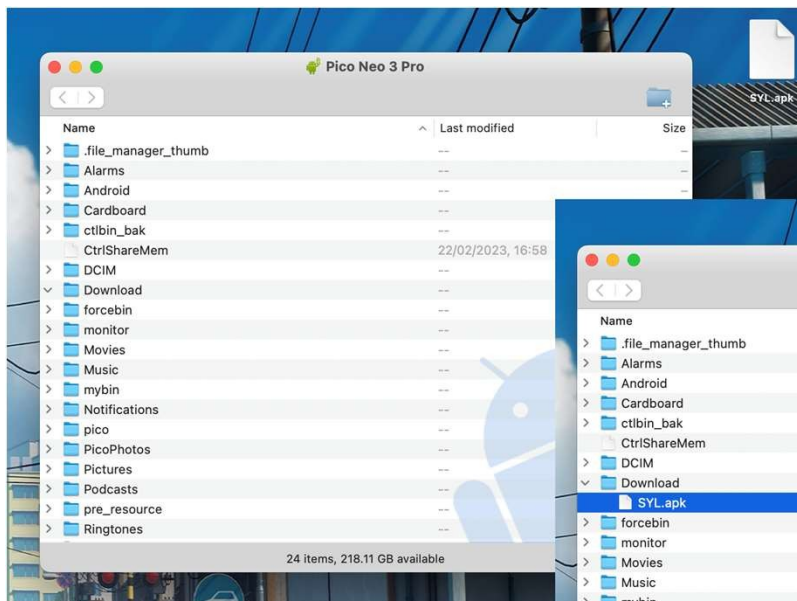 Pico Neo 3 Pro
SYL.apk
Name Last modified Size
.file_manager_thumb -- --
Alarms -- --
Android -- --
Cardboard --
ctlbin_bak --
CtrlShareMem 22/02/2023, 16:58
DCIM --
Download --
forcebin --
monitor --
Movies --
Music --
mybin --
Notifications --
pico --
PicoPhotos --
Pictures --
Podcasts --
pre_resource --
Ringtones --
24 items, 218.11 GB available
Name
.file_manager_thumb
Alarms
Android
Cardboard
ctlbin_bak
CtrlShareMem
DCIM
Download
SYL.apk
forcebin
monitor
Movies
Music
mybin